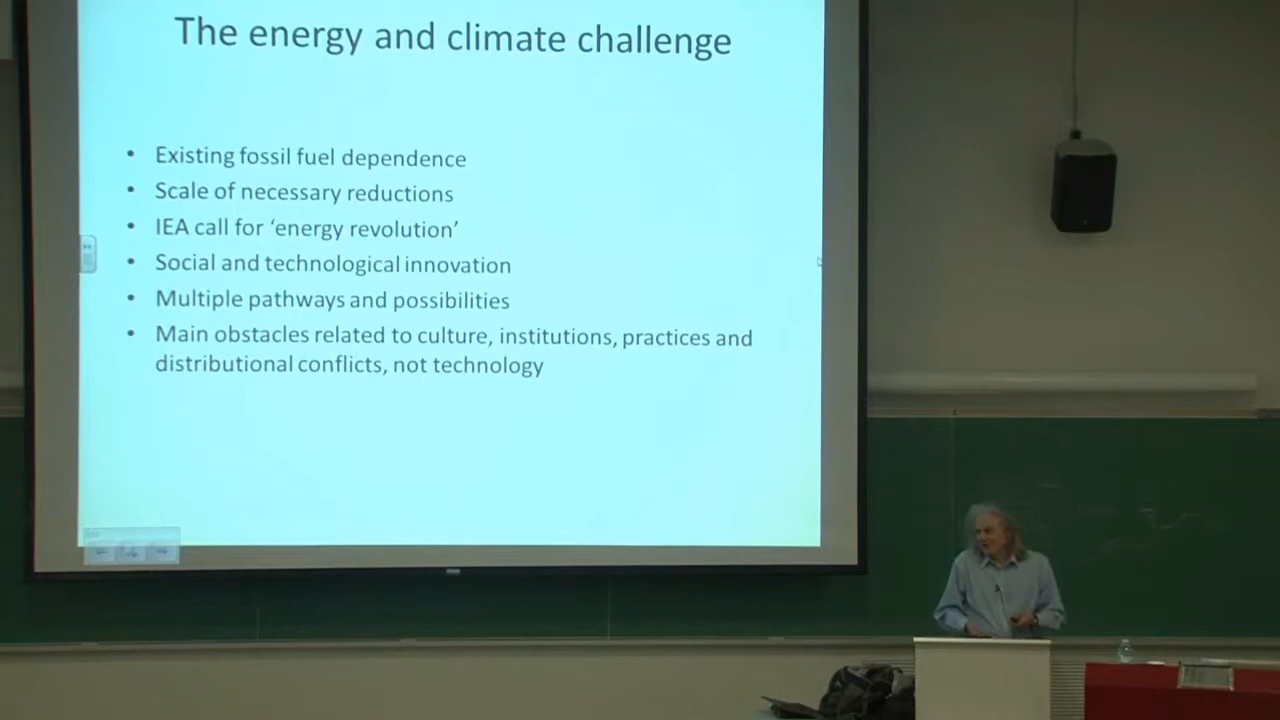 The energy and climate challenge
• Existing fossil fuel dependence
• Scale of necessary reductions
• IEA call for ‘energy revolution’
• Social and technological innovation
• Multiple pathways and possibilities
• Main obstacles related to culture, institutions, practices and
distributional conflicts, not technology